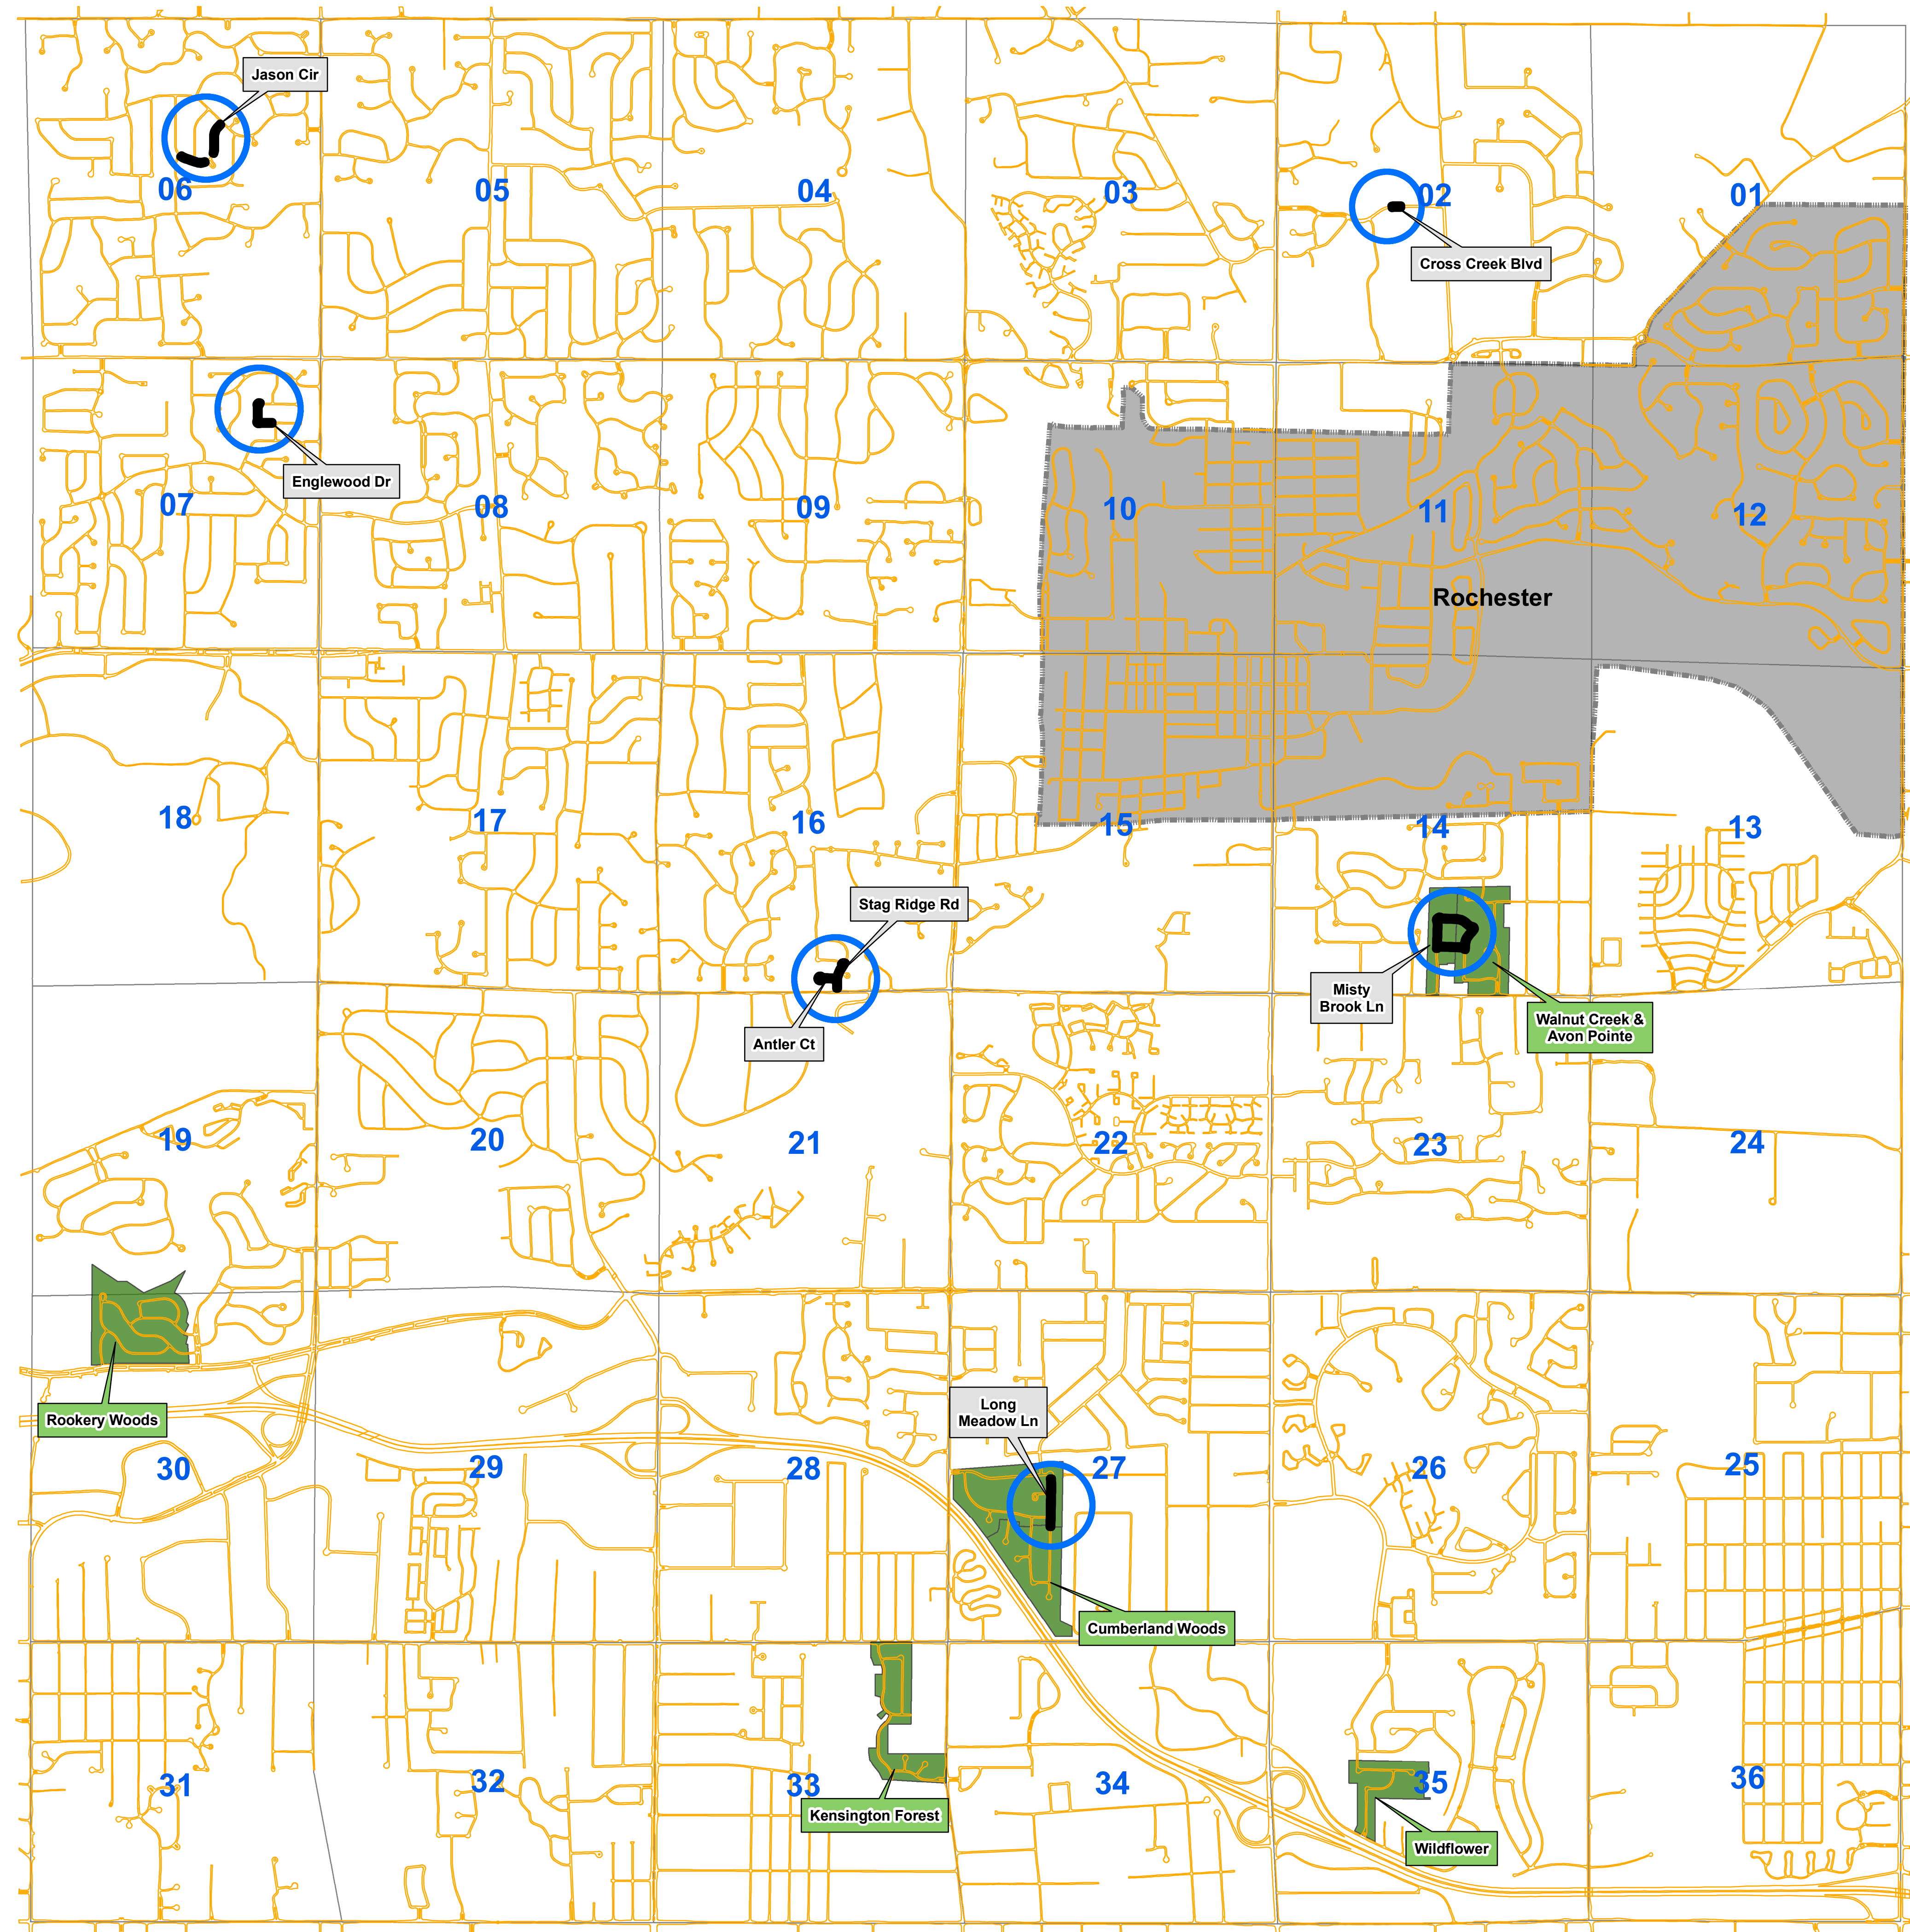 Jason Cir
06
05
04
03
02
01
Cross Creek Blvd
Englewood Dr
07
08
09
10
11
12
Rochester
18
17
16
15
14
13
Stag Ridge Rd
Antler Ct
Misty
Brook Ln
Walnut Creek &
Avon Pointe
19
20
21
22
23
24
Rookery Woods
Long
Meadow Ln
30
29
28
27
26
25
Cumberland Woods
31
32
33
34
35
36
Kensington Forest
Wildflower